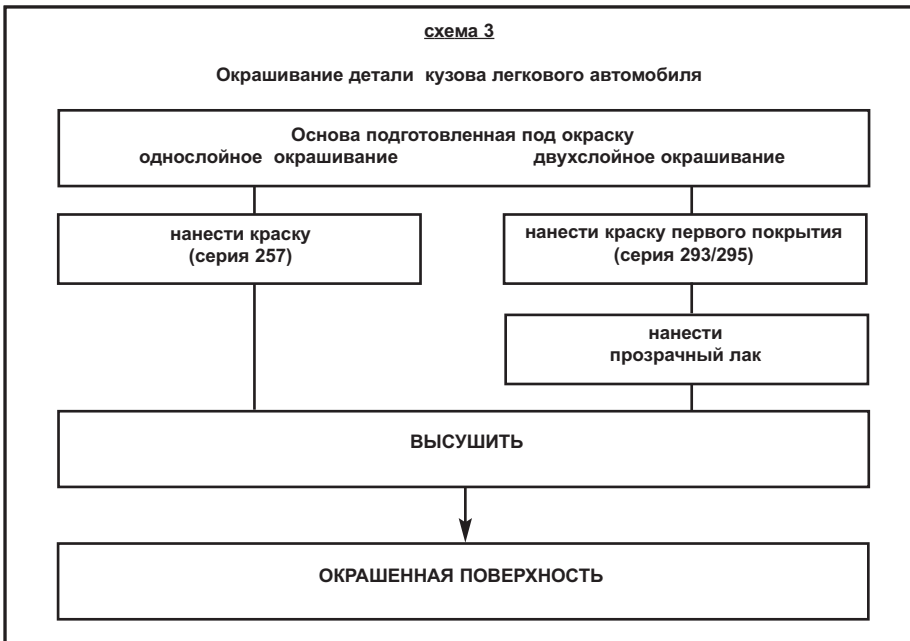 схема 3
Окрашивание детали кузова легкового автомобиля
Основа подготовленная под окраску
однослойное окрашивание двухслойное окрашивание
нанести краску
(серия 257)
нанести краску первого покрытия
(серия 293/295)
нанести
прозрачный лак
ВЫСУШИТЬ
ОКРАШЕННАЯ ПОВЕРХНОСТЬ